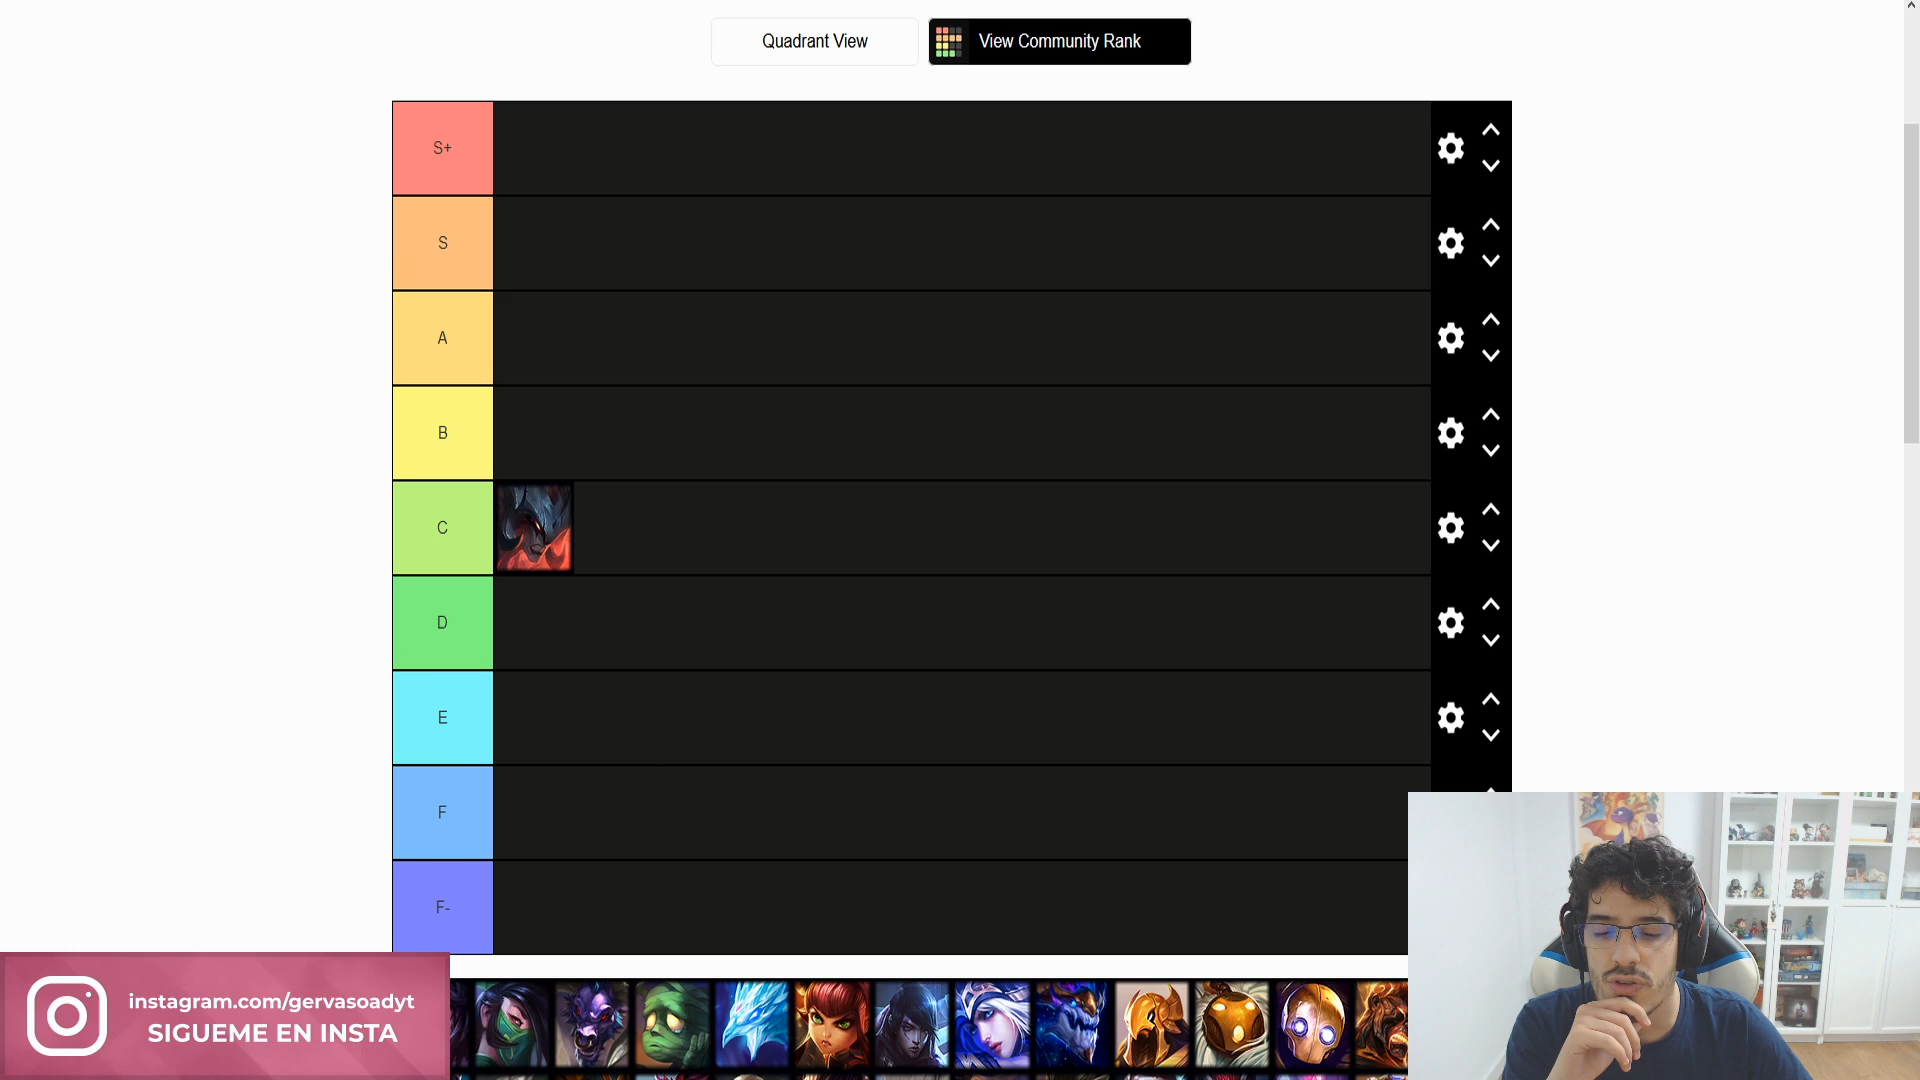 Quadrant View
View Community Rank
S+
S
A
B
C
D
E
F
F-
instagram.com/gervasoadyt
SIGUEME EN INSTA